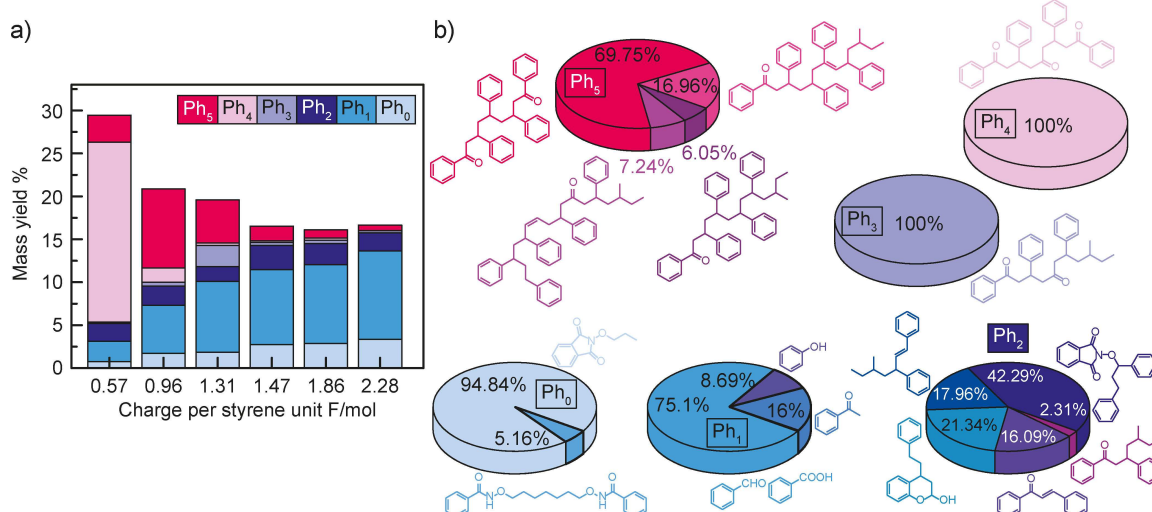 a)
Mass yield %
30
25
20
15
10
5
0
Ph5 Ph4 Ph3 Ph2 Ph1 Ph0
0.57 0.96 1.31 1.47 1.86 2.28
Charge per styrene unit F/mol
b)
69.75%
Ph5
16.96%
6.05%
7.24%
O
O
O
O
O
O
O
O
O
Ph4 100%
Ph3
100%
O
O
O
N
O
O
94.84%
Ph0
5.16%
O
N
H
O
O
N
H
O
8.69%
75.1%
Ph1
16%
OH
O
CHO
COOH
Ph2
42.29%
17.96%
2.31%
21.34%
16.09%
O
N
O
O
O
O
OH
O